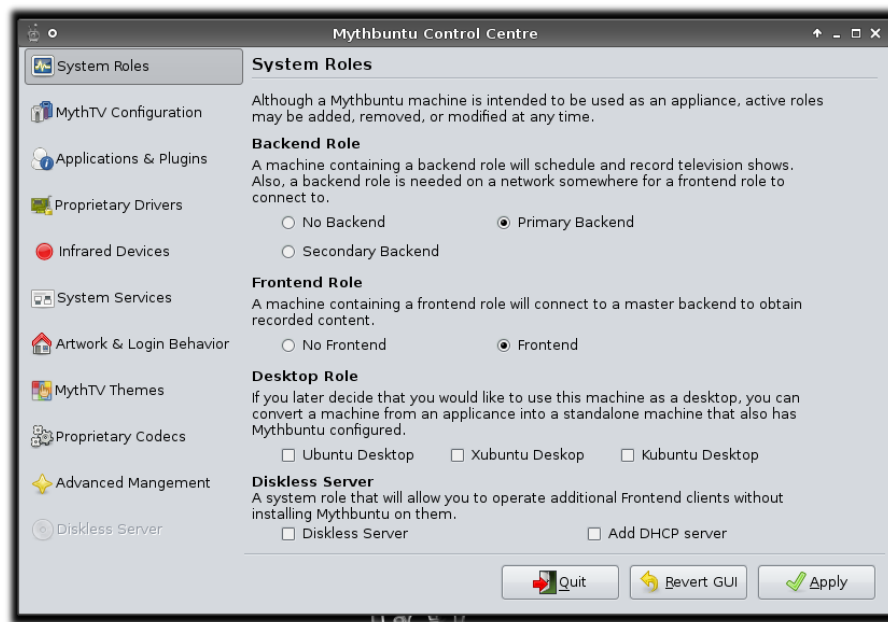 Mythbuntu Control Centre
System Roles
MythTV Configuration
Applications & Plugins
Proprietary Drivers
Infrared Devices
System Services
Artwork & Login Behavior
MythTV Themes
Proprietary Codecs
Advanced Mangement
Diskless Server
System Roles
Although a Mythbuntu machine is intended to be used as an appliance, active roles
may be added, removed, or modified at any time.
Backend Role
A machine containing a backend role will schedule and record television shows.
Also, a backend role is needed on a network somewhere for a frontend role to
connect to.
No Backend Primary Backend
Secondary Backend
Frontend Role
A machine containing a frontend role will connect to a master backend to obtain
recorded content.
No Frontend Frontend
Desktop Role
If you later decide that you would like to use this machine as a desktop, you can
convert a machine from an applicance into a standalone machine that also has
Mythbuntu configured.
Ubuntu Desktop Xubuntu Deskop Kubuntu Desktop
Diskless Server
A system role that will allow you to operate additional Frontend clients without
installing Mythbuntu on them.
Diskless Server Add DHCP server
Quit Revert GUI Apply